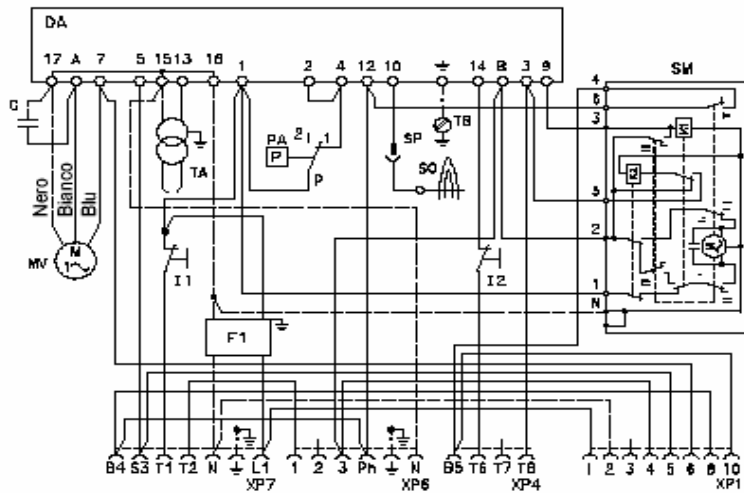 DA
17 A 7 5 15 13 16 1 2 4 12 10 14 B 3 9
SM
C
4
6
3
5
2
1
N
TB
SP
SO
PA
P
2 1
P
TA
Nero
Bianco
Blu
MV
M
1
I1
I2
F1
B4 S3 T1 T2 N L1 1 2 3 Ph N B5 T6 T7 T8 1 2 3 4 5 6 8 10
XP7 XP6 XP4 XP1